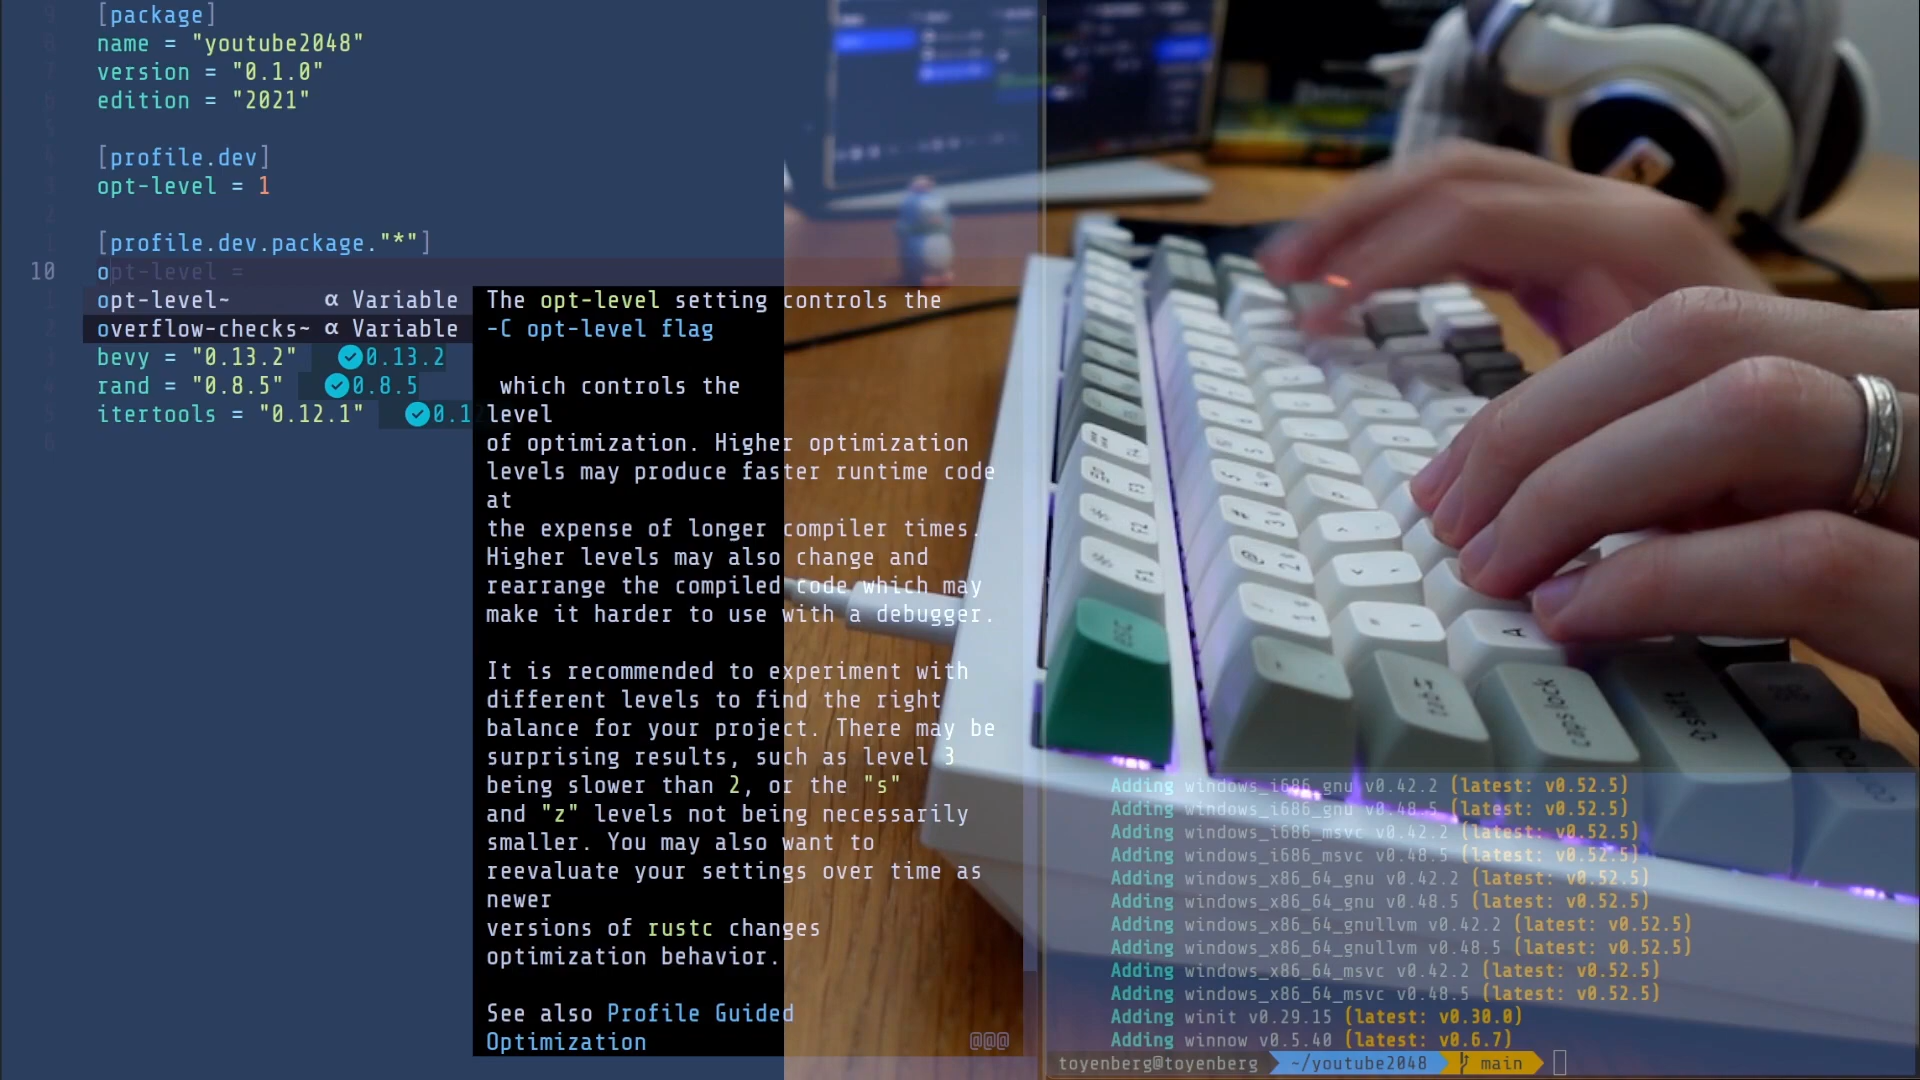 [package]
name = "youtube2048"
version = "0.1.0"
edition = "2021"
[profile.dev]
opt-level = 1
[profile.dev.package."*"]
10 opt-level =
opt-level~ α Variable
overflow-checks~ α Variable
bevy = "0.13.2" 0.13.2
rand = "0.8.5" 0.8.5
itertools = "0.12.1" 0.12
The opt-level setting controls the
-C opt-level flag
which controls the
level
of optimization. Higher optimization
levels may produce faster runtime code
at
the expense of longer compiler times.
Higher levels may also change and
rearrange the compiled code which may
make it harder to use with a debugger.
It is recommended to experiment with
different levels to find the right
balance for your project. There may be
surprising results, such as level 3
being slower than 2, or the "s"
and "z" levels not being necessarily
smaller. You may also want to
reevaluate your settings over time as
newer
versions of rustc changes
optimization behavior.
See also Profile Guided
Optimization
@@@
Adding windows_i686_gnu v0.42.2 (latest: v0.52.5)
Adding windows_i686_gnu v0.48.5 (latest: v0.52.5)
Adding windows_i686_msvc v0.42.2 (latest: v0.52.5)
Adding windows_i686_msvc v0.48.5 (latest: v0.52.5)
Adding windows_x86_64_gnu v0.42.2 (latest: v0.52.5)
Adding windows_x86_64_gnu v0.48.5 (latest: v0.52.5)
Adding windows_x86_64_gnullvm v0.42.2 (latest: v0.52.5)
Adding windows_x86_64_gnullvm v0.48.5 (latest: v0.52.5)
Adding windows_x86_64_msvc v0.42.2 (latest: v0.52.5)
Adding windows_x86_64_msvc v0.48.5 (latest: v0.52.5)
Adding winit v0.29.15 (latest: v0.30.0)
Adding winnow v0.5.40 (latest: v0.6.7)
toyenberg@toyenberg ~/youtube2048 main
caps lock
shift
A